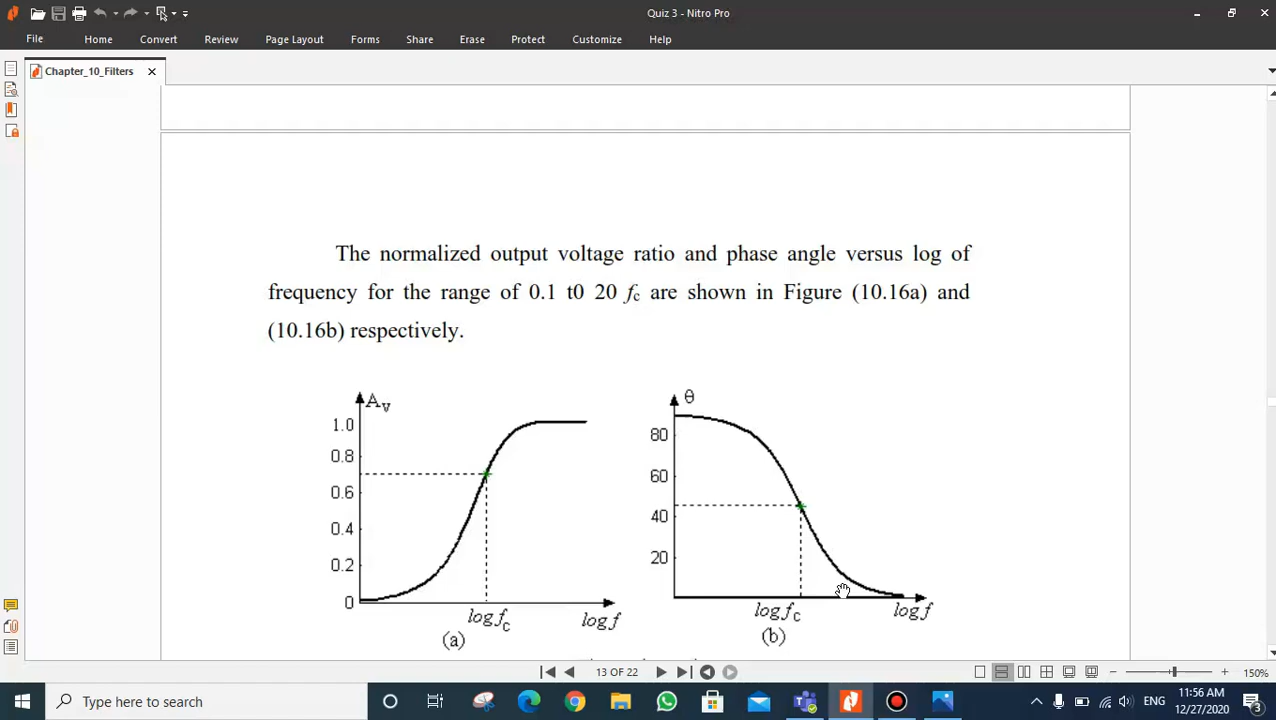 Quiz 3 - Nitro Pro
File Home Convert Review Page Layout Forms Share Erase Protect Customize Help
Chapter_10_Filters
The normalized output voltage ratio and phase angle versus log of
frequency for the range of 0.1 t0 20 fc are shown in Figure (10.16a) and
(10.16b) respectively.
Av
1.0
0.8
0.6
0.4
0.2
0
log fc
log f
(a)
θ
80
60
40
20
log fc
log f
(b)
13 OF 22
150%
Type here to search
ENG
11:56 AM
12/27/2020
3